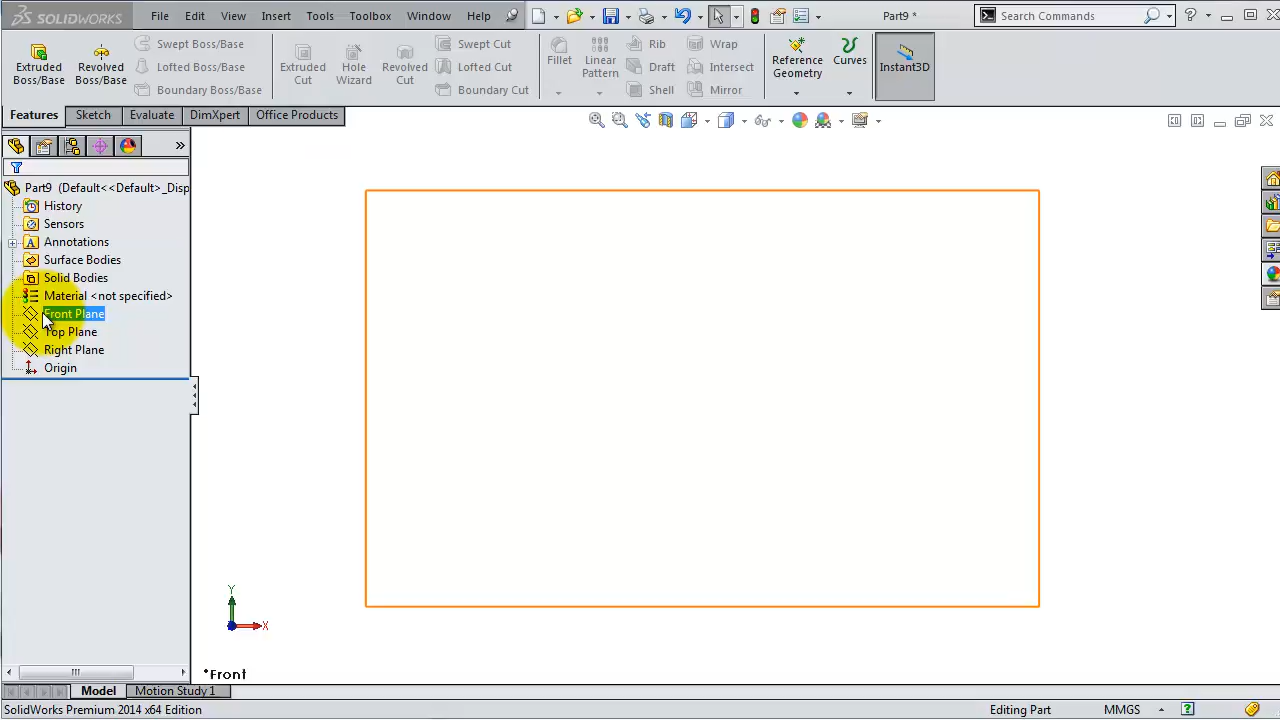 SOLIDWORKS File Edit View Insert Tools Toolbox Window Help Part9 * Search Commands
Extruded Boss/Base
Revolved Boss/Base
Swept Boss/Base
Lofted Boss/Base
Boundary Boss/Base
Extruded Cut
Hole Wizard
Revolved Cut
Swept Cut
Lofted Cut
Boundary Cut
Fillet
Linear Pattern
Rib
Draft
Shell
Wrap
Intersect
Mirror
Reference Geometry
Curves
Instant3D
Features Sketch Evaluate DimXpert Office Products
Part9 (Default<<Default>_Disp
History
Sensors
Annotations
Surface Bodies
Solid Bodies
Material <not specified>
Front Plane
Top Plane
Right Plane
Origin
Y
X
*Front
Model Motion Study 1
SolidWorks Premium 2014 x64 Edition Editing Part MMGS